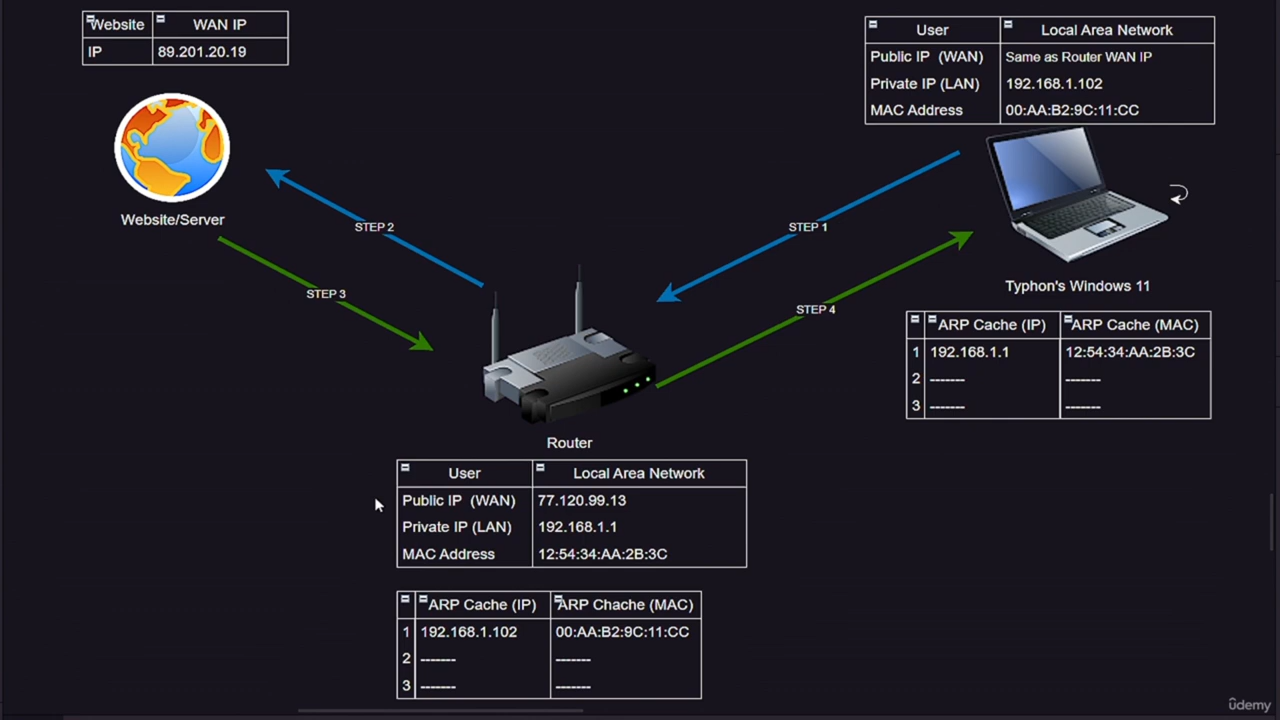 Website WAN IP
IP 89.201.20.19
Website/Server
User Local Area Network
Public IP (WAN) Same as Router WAN IP
Private IP (LAN) 192.168.1.102
MAC Address 00:AA:B2:9C:11:CC
STEP 2
STEP 1
STEP 3
STEP 4
Typhon's Windows 11
ARP Cache (IP) ARP Cache (MAC)
1 192.168.1.1 12:54:34:AA:2B:3C
2 ------- -------
3 ------- -------
Router
User Local Area Network
Public IP (WAN) 77.120.99.13
Private IP (LAN) 192.168.1.1
MAC Address 12:54:34:AA:2B:3C
ARP Cache (IP) ARP Chache (MAC)
1 192.168.1.102 00:AA:B2:9C:11:CC
2 ------- -------
3 ------- -------
ûdemy